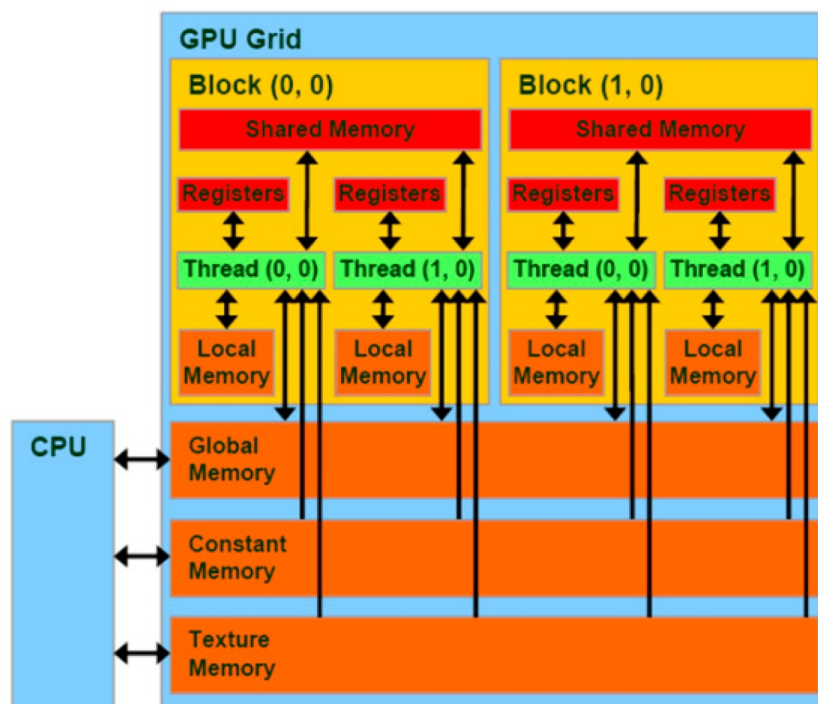 GPU Grid
Block (0, 0)
Block (1, 0)
Shared Memory
Shared Memory
Registers
Registers
Registers
Registers
Thread (0, 0)
Thread (1, 0)
Thread (0, 0)
Thread (1, 0)
Local
Memory
Local
Memory
Local
Memory
Local
Memory
CPU
Global
Memory
Constant
Memory
Texture
Memory